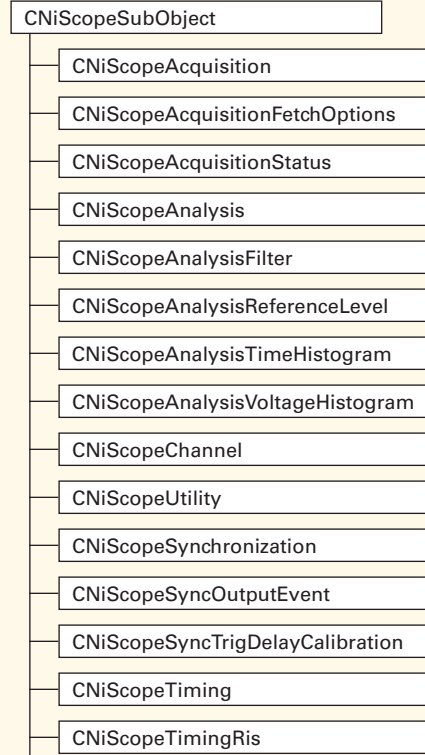 CNiScopeSubObject
CNiScopeAcquisition
CNiScopeAcquisitionFetchOptions
CNiScopeAcquisitionStatus
CNiScopeAnalysis
CNiScopeAnalysisFilter
CNiScopeAnalysisReferenceLevel
CNiScopeAnalysisTimeHistogram
CNiScopeAnalysisVoltageHistogram
CNiScopeChannel
CNiScopeUtility
CNiScopeSynchronization
CNiScopeSyncOutputEvent
CNiScopeSyncTrigDelayCalibration
CNiScopeTiming
CNiScopeTimingRis